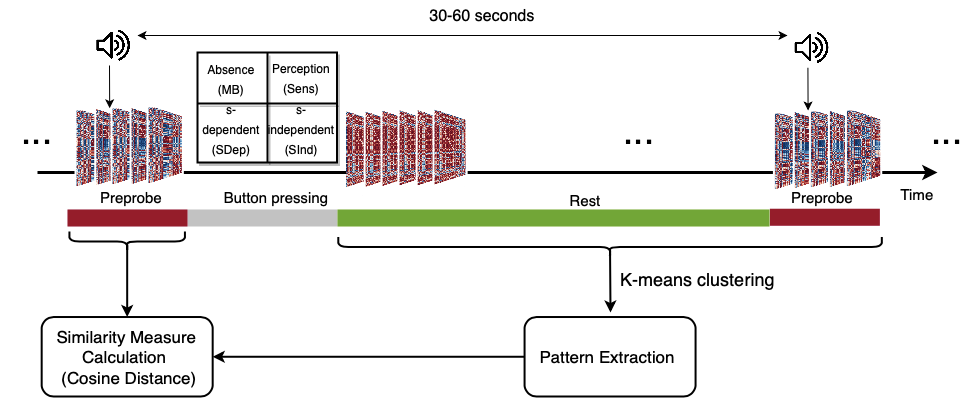 30-60 seconds
Absence
(MB)
Perception
(Sens)
s-
dependent
(SDep)
s-
independent
(SInd)
...
...
...
Time
Preprobe
Button pressing
Rest
Preprobe
K-means clustering
Similarity Measure
Calculation
(Cosine Distance)
Pattern Extraction